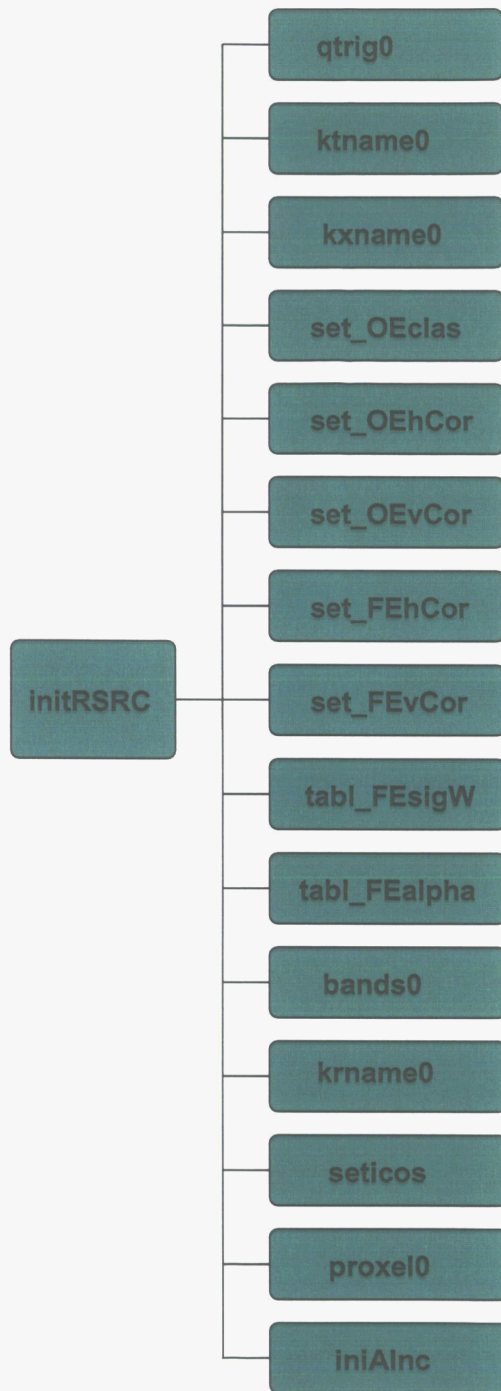 qtrig0
ktname0
kxname0
set_OEclas
set_OEhCor
set_OEvCor
set_FEhCor
initRSRC
set_FEvCor
tabl_FEsigW
tabl_FEalpha
bands0
krname0
seticos
proxel0
iniAInc